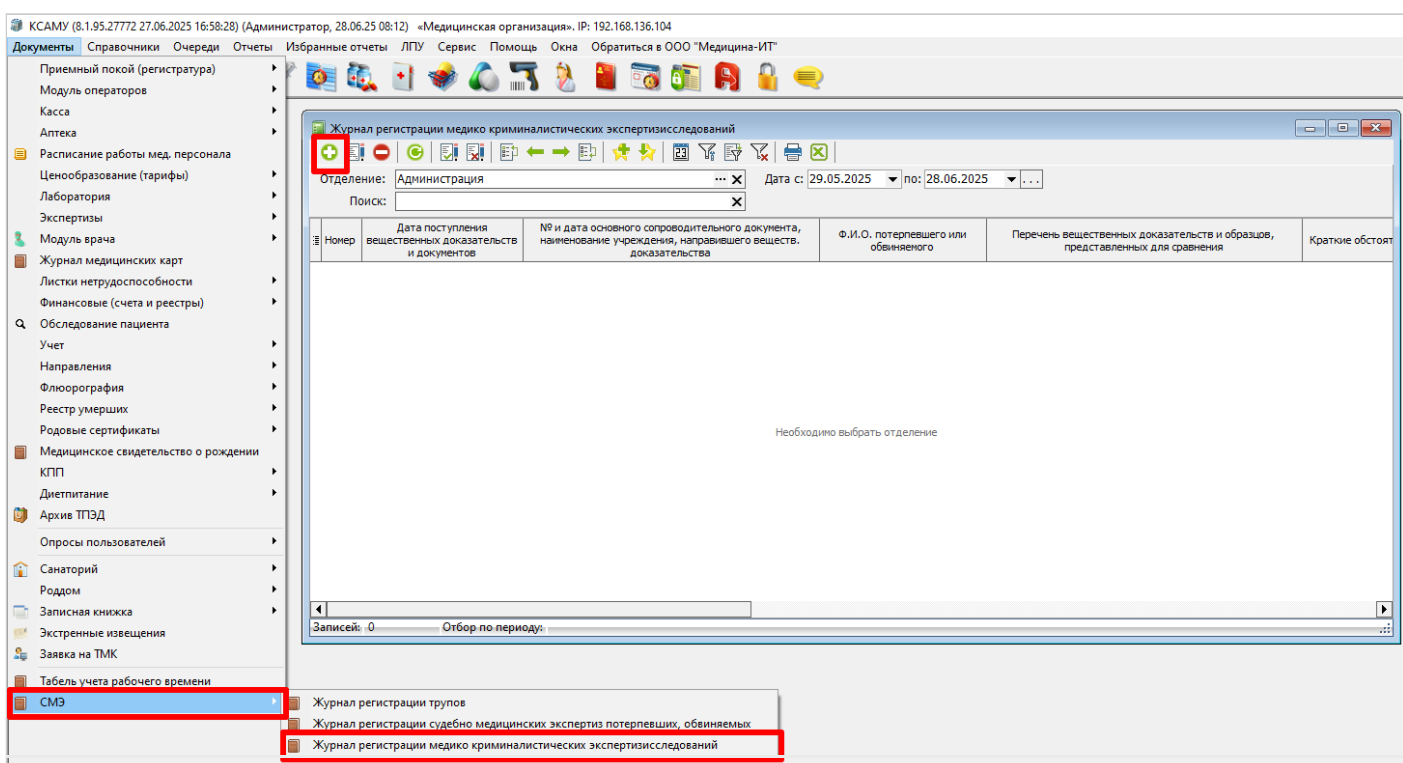 КСАМУ (8.1.95.27772 27.06.2025 16:58:28) (Администратор, 28.06.25 08:12) «Медицинская организация». IP: 192.168.136.104
Документы Справочники Очереди Отчеты Избранные отчеты ЛПУ Сервис Помощь Окна Обратиться в ООО "Медицина-ИТ"
Приемный покой (регистратура)
Модуль операторов
Касса
Аптека
Расписание работы мед. персонала
Ценообразование (тарифы)
Лаборатория
Экспертизы
Модуль врача
Журнал медицинских карт
Листки нетрудоспособности
Финансовые (счета и реестры)
Обследование пациента
Учет
Направления
Флюорография
Реестр умерших
Родовые сертификаты
Медицинское свидетельство о рождении
КПП
Диетпитание
Архив ТПЭД
Опросы пользователей
Санаторий
Роддом
Записная книжка
Экстренные извещения
Заявка на ТМК
Табель учета рабочего времени
СМЭ
Журнал регистрации трупов
Журнал регистрации судебно медицинских экспертиз потерпевших, обвиняемых
Журнал регистрации медико криминалистических экспертизисследований
Журнал регистрации медико криминалистических экспертизисследований
23
Отделение: Администрация ... X Дата с: 29.05.2025 по: 28.06.2025 ...
Поиск: X
Номер
Дата поступления
вещественных доказательств
и документов
№ и дата основного сопроводительного документа,
наименование учреждения, направившего веществ.
доказательства
Ф.И.О. потерпевшего или
обвиняемого
Перечень вещественных доказательств и образцов,
представленных для сравнения
Краткие обстоят
Необходимо выбрать отделение
Записей: 0 Отбор по периоду: